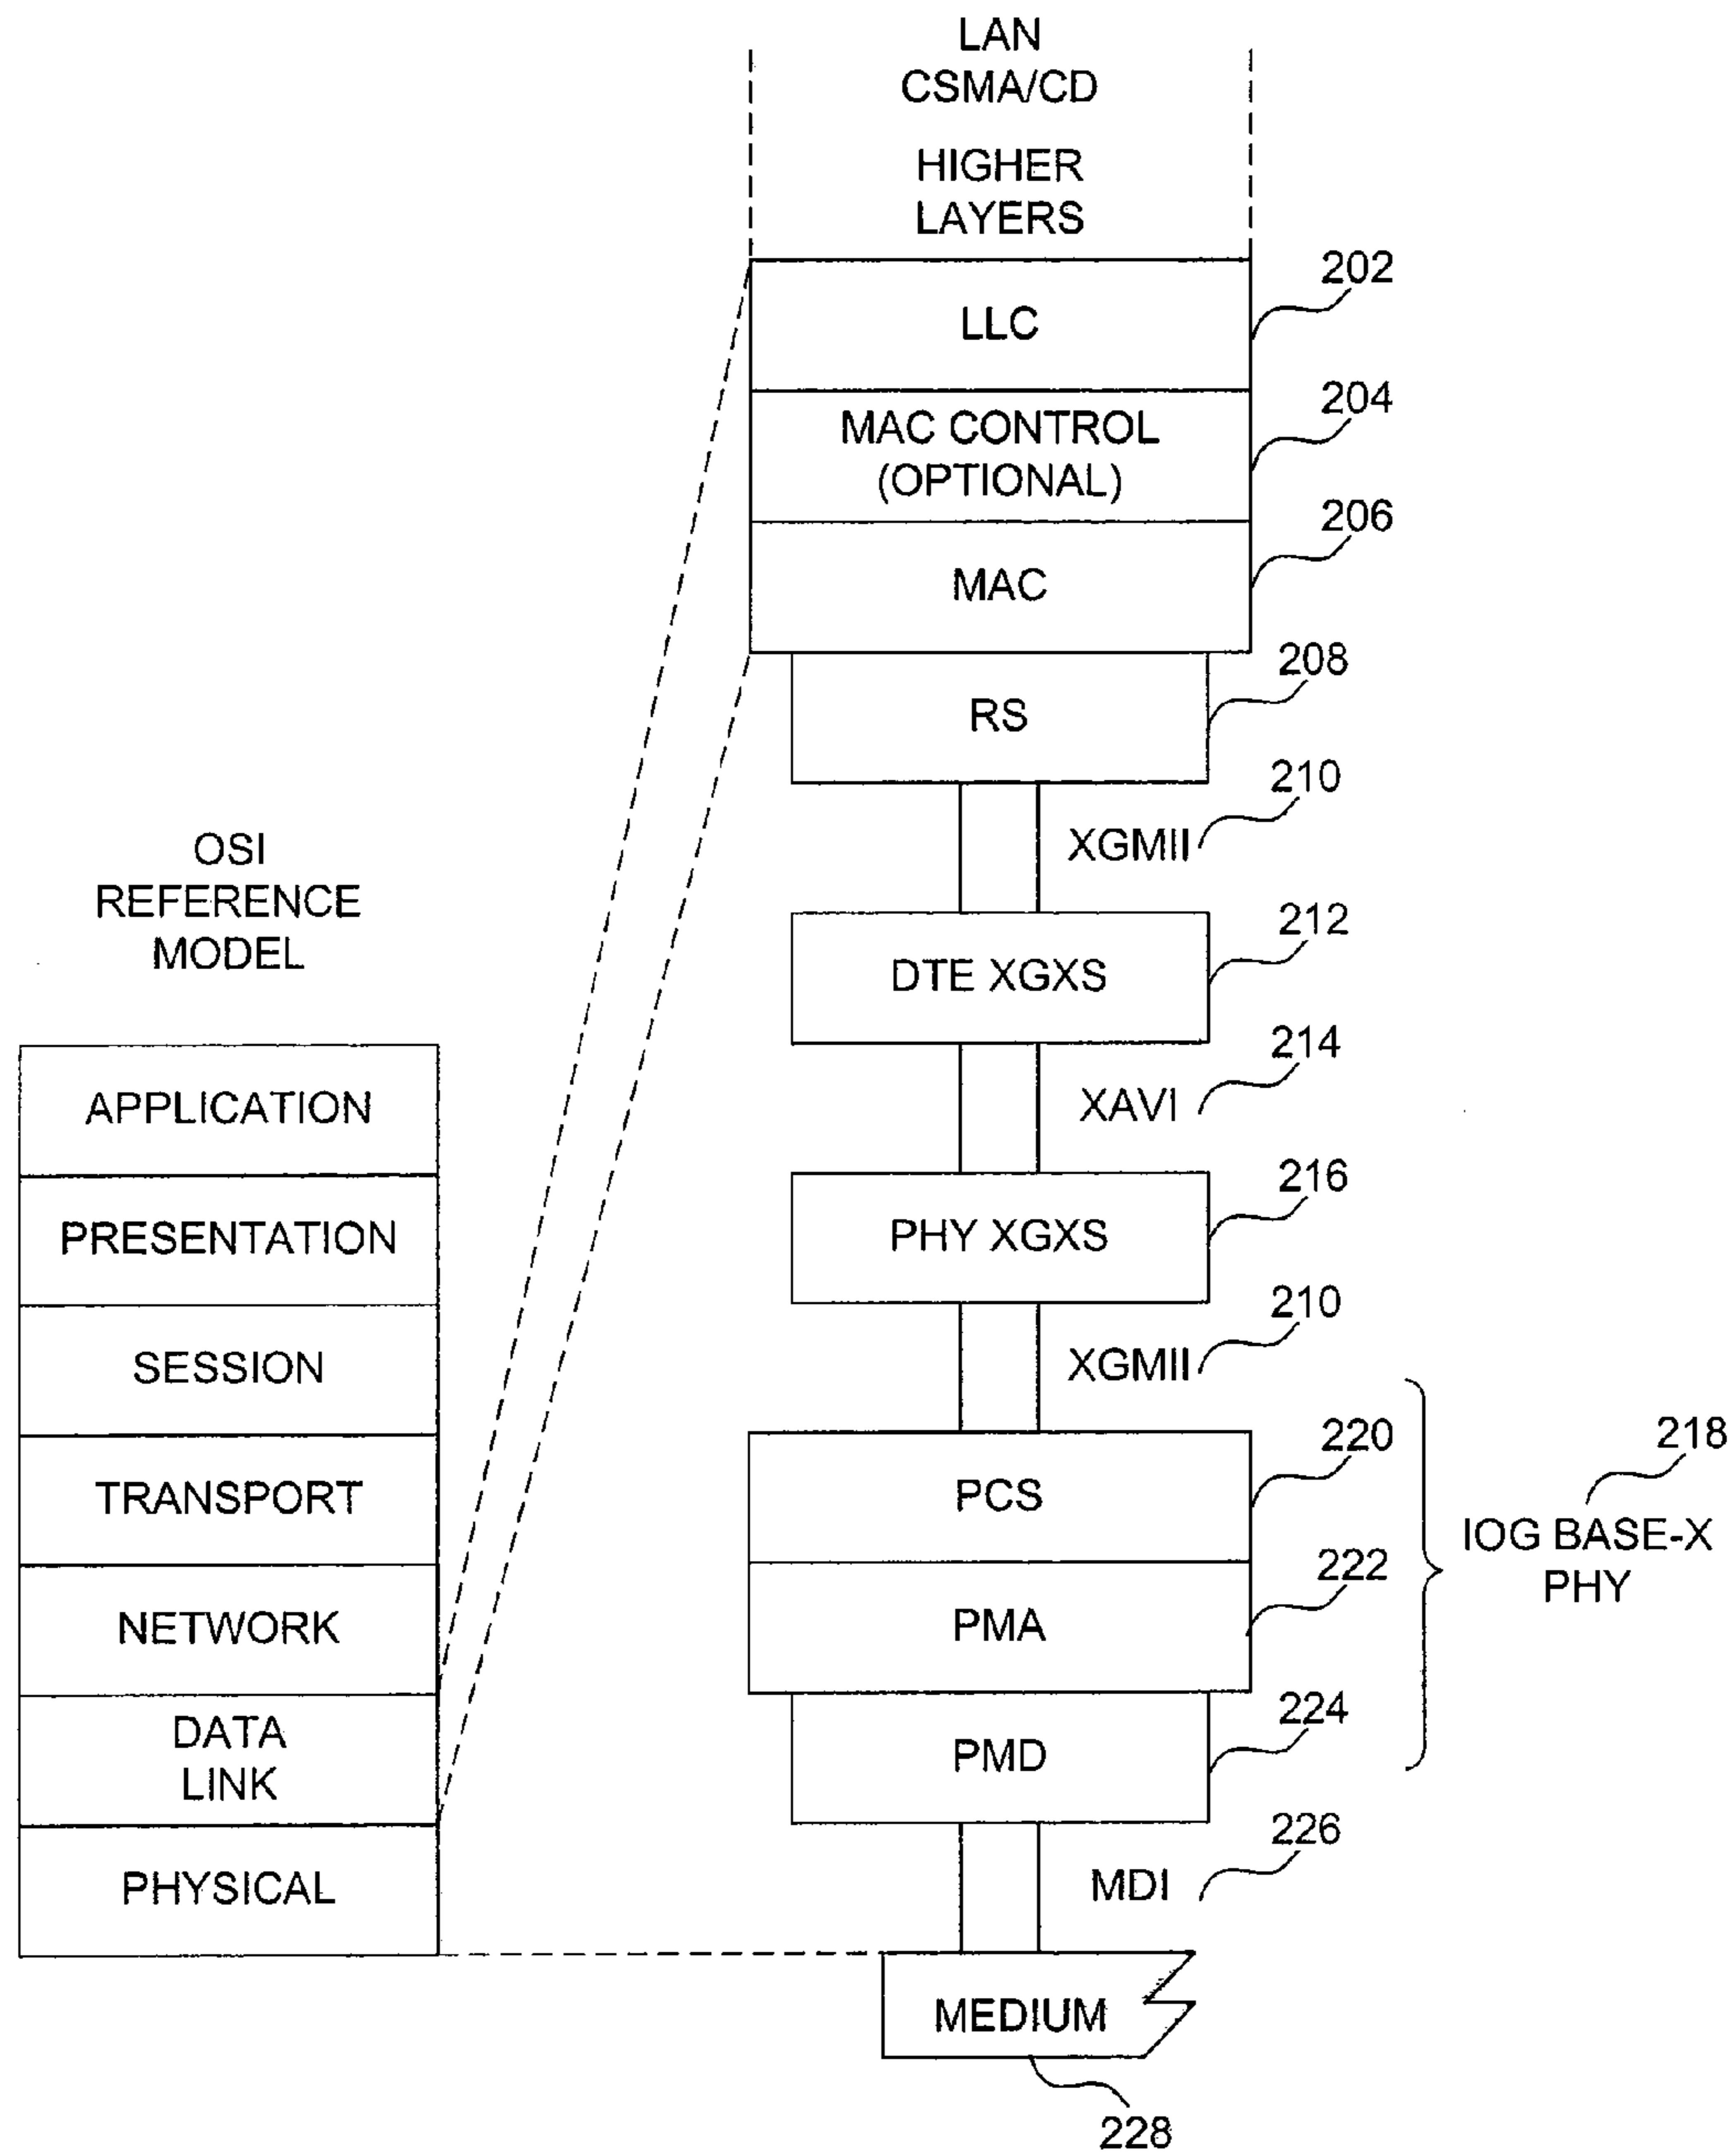 LAN
CSMA/CD
HIGHER
LAYERS
202
LLC
204
MAC CONTROL
(OPTIONAL)
206
MAC
208
RS
210
XGMII
212
DTE XGXS
214
XAVI
216
PHY XGXS
210
XGMII
220
PCS
222
PMA
224
PMD
218
IOG BASE-X
PHY
226
MDI
MEDIUM
228
OSI
REFERENCE
MODEL
APPLICATION
PRESENTATION
SESSION
TRANSPORT
NETWORK
DATA
LINK
PHYSICAL